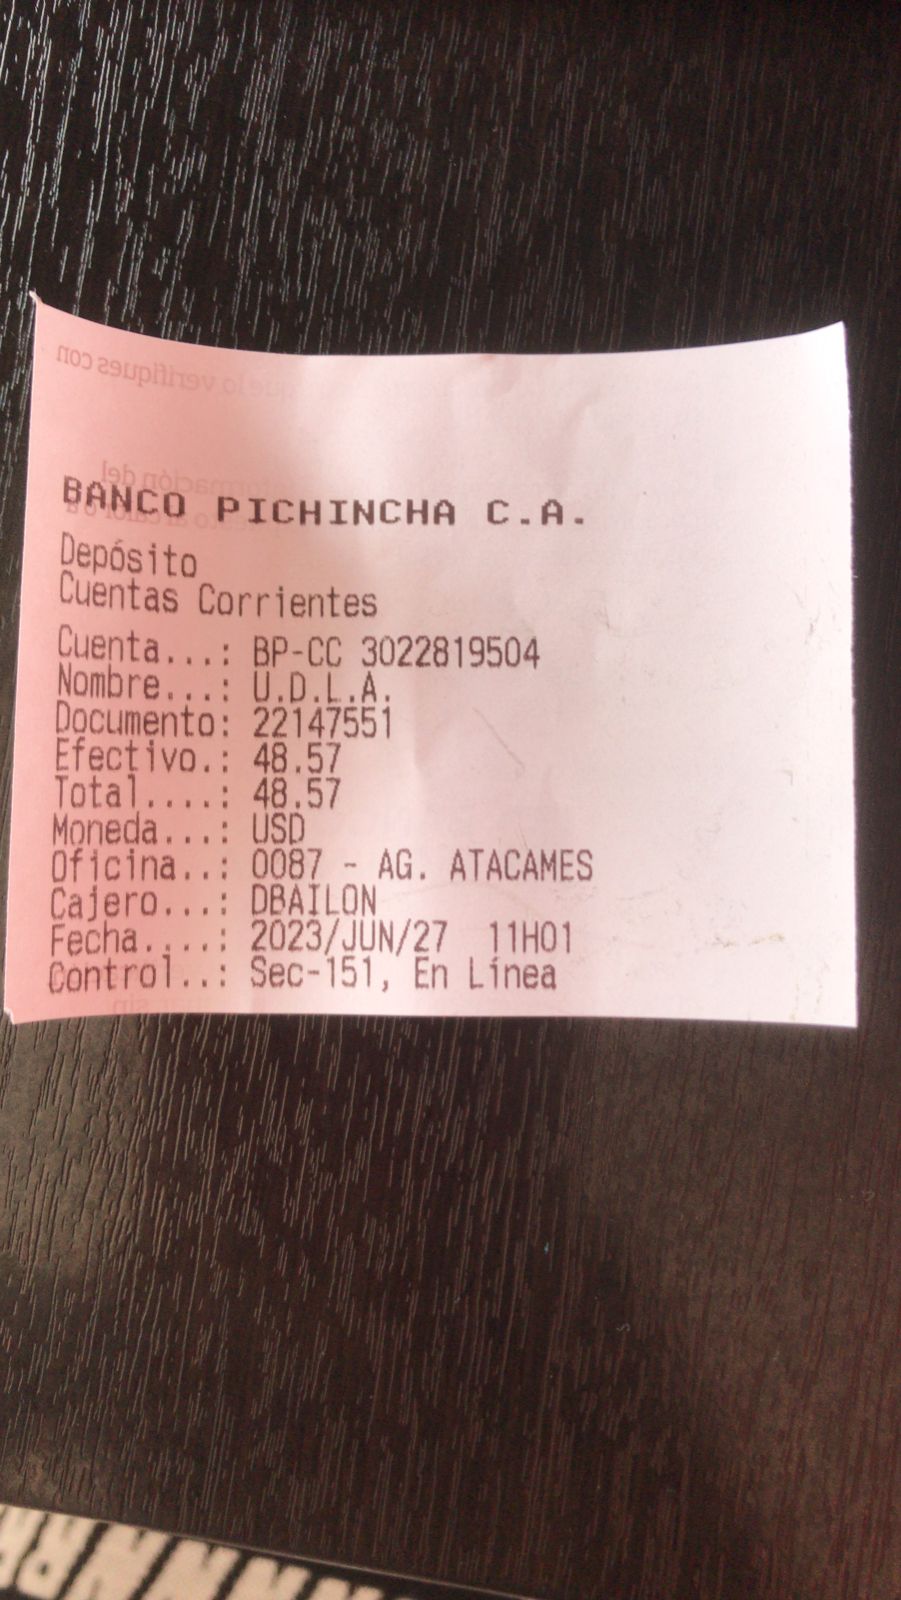 BANCO PICHINCHA C.A.
Depósito
Cuentas Corrientes
Cuenta...: BP-CC 3022819504
Nombre...: U.D.L.A.
Documento: 22147551
Efectivo.: 48.57
Total....: 48.57
Moneda...: USD
Oficina..: 0087 - AG. ATACAMES
Cajero...: DBAILON
Fecha....: 2023/JUN/27 11H01
Control..: Sec-151, En Línea